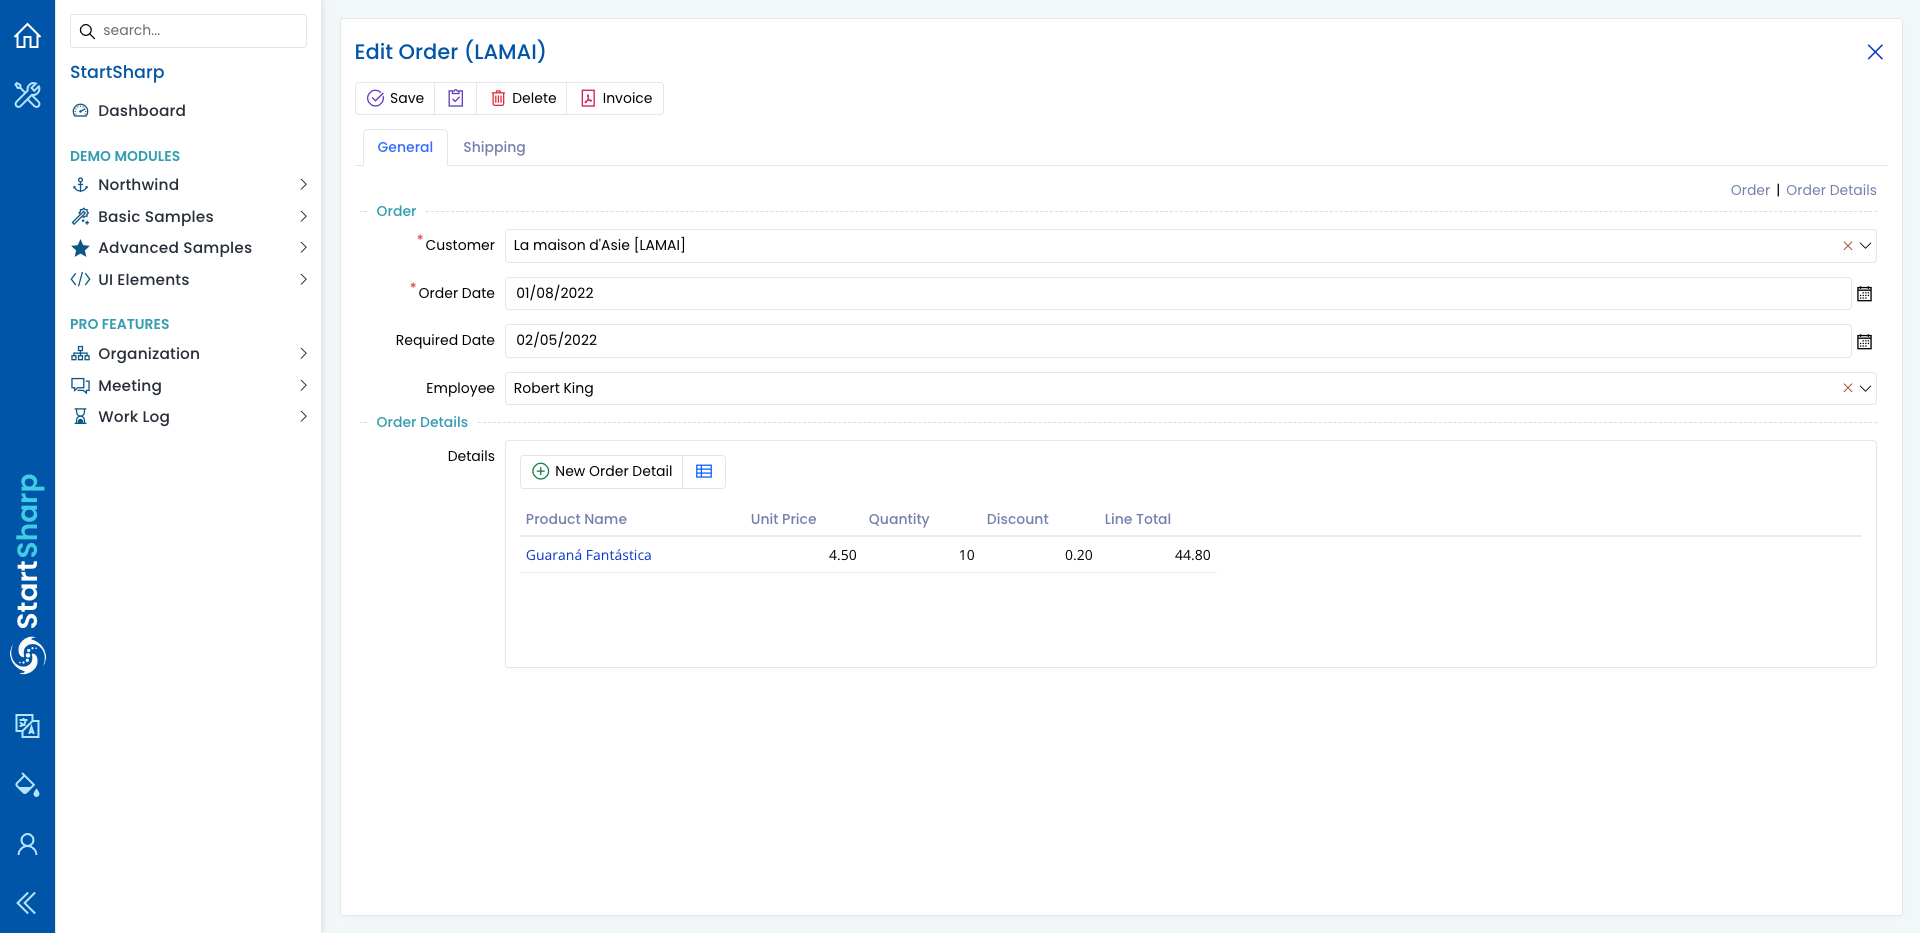 search...
StartSharp
Dashboard
DEMO MODULES
Northwind
Basic Samples
Advanced Samples
UI Elements
PRO FEATURES
Organization
Meeting
Work Log
StartSharp
Edit Order (LAMAI)
Save
Delete
Invoice
General
Shipping
Order | Order Details
Order
* Customer La maison d'Asie [LAMAI]
* Order Date 01/08/2022
Required Date 02/05/2022
Employee Robert King
Order Details
Details
New Order Detail
Product Name Unit Price Quantity Discount Line Total
Guaraná Fantástica 4.50 10 0.20 44.80